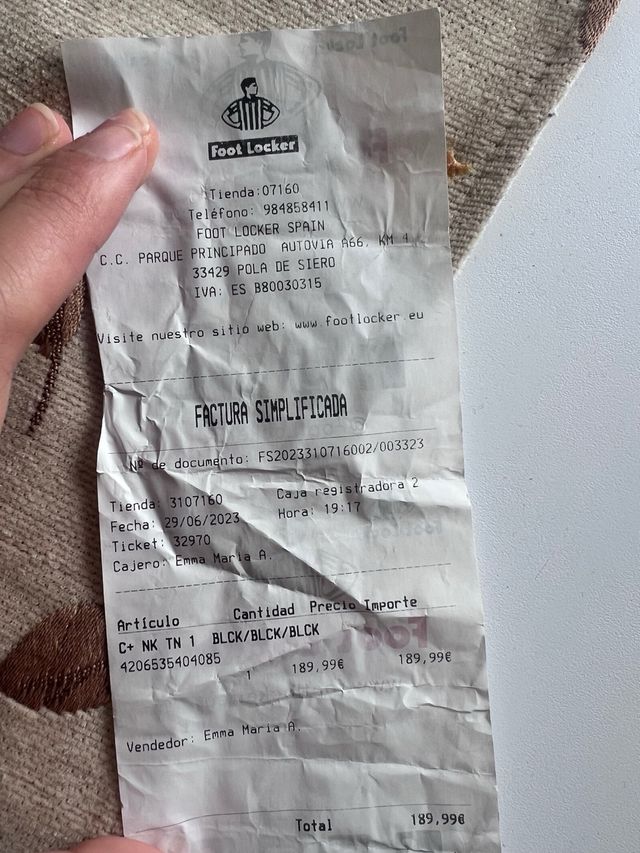 Foot Locker
Tienda:07160
Teléfono: 984858411
FOOT LOCKER SPAIN
C.C. PARQUE PRINCIPADO AUTOVIA A66, KM 4
33429 POLA DE SIERO
IVA: ES B80030315
Visite nuestro sitio web: www.footlocker.eu
FACTURA SIMPLIFICADA
Nº de documento: FS2023310716002/003323
Tienda: 3107160 Caja registradora 2
Fecha: 29/06/2023 Hora: 19:17
Ticket: 32970
Cajero: Emma Maria A.
Artículo Cantidad Precio Importe
C+ NK TN 1 BLCK/BLCK/BLCK
4206535404085 1 189,99€ 189,99€
Vendedor: Emma Maria A.
Total 189,99€